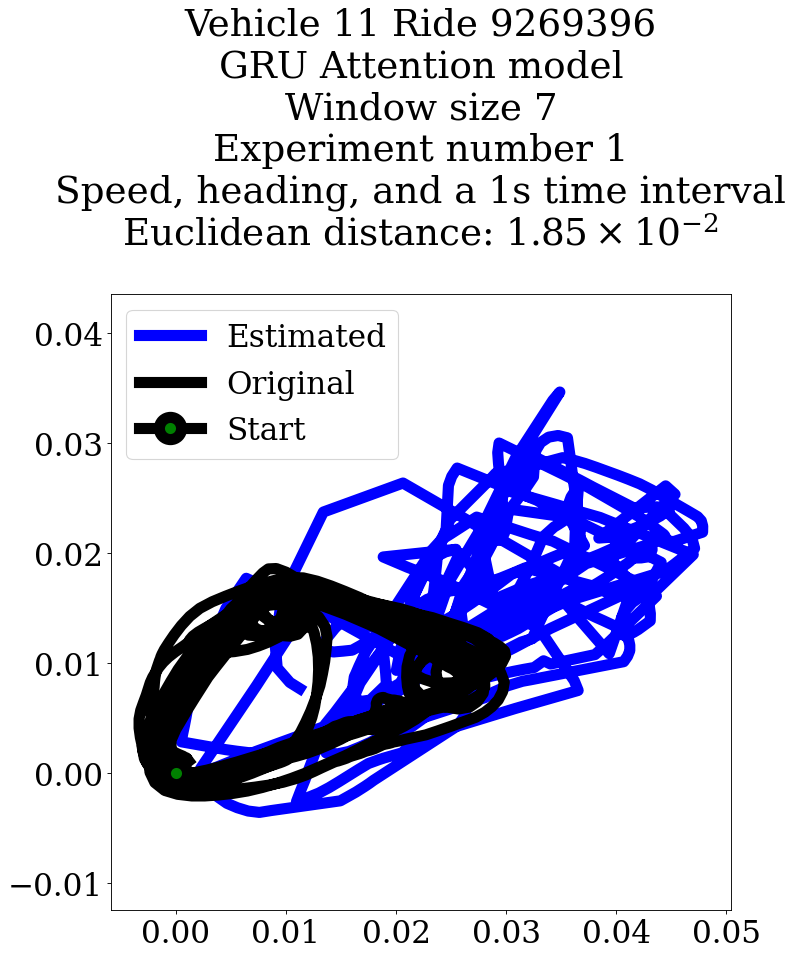 Vehicle 11 Ride 9269396
GRU Attention model
Window size 7
Experiment number 1
Speed, heading, and a 1s time interval
Euclidean distance: 1.85 × 10⁻²
Estimated
Original
Start
0.04
0.03
0.02
0.01
0.00
−0.01
0.00 0.01 0.02 0.03 0.04 0.05